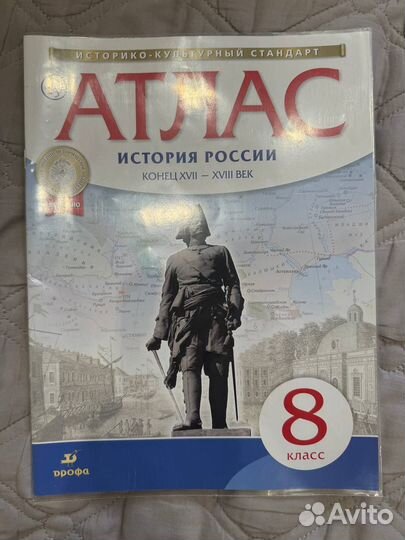 ИСТОРИКО-КУЛЬТУРНЫЙ СТАНДАРТ
АТЛАС
ИСТОРИЯ РОССИИ
КОНЕЦ XVII – XVIII ВЕК
8
КЛАСС
ДРОФА
Avito